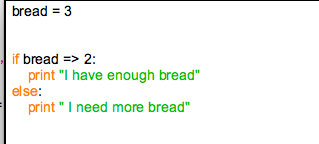 bread = 3
if bread => 2:
print "I have enough bread"
else:
print " I need more bread"